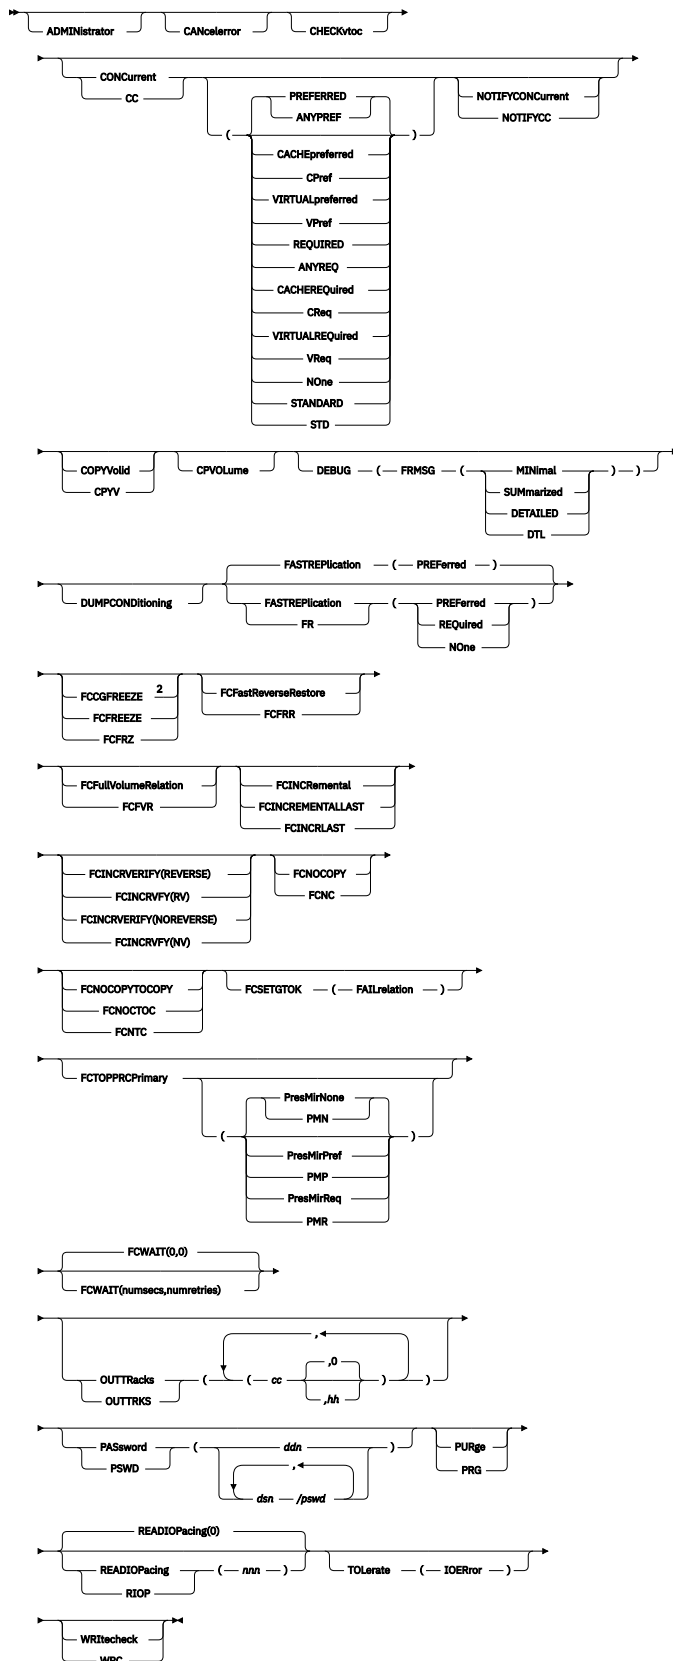 ADMINistrator CANcelerror CHECKvtoc
CONCurrent
CC
NOTIFYCONCurrent
NOTIFYCC
(
PREFERRED
ANYPREF
)
CACHEpreferred
CPref
VIRTUALpreferred
VPref
REQUIRED
ANYREQ
CACHEREQuired
CReq
VIRTUALREQuired
VReq
NOne
STANDARD
STD
COPYVolid
CPYV
CPVOLume
DEBUG ( FRMSG ( MINimal ) )
SUMmarized
DETAILED
DTL
FASTREPlication ( PREFerred )
DUMPCONDitioning
FASTREPlication
FR
( PREFerred )
REQuired
NOne
FCCGFREEZE 2
FCFREEZE
FCFRZ
FCFastReverseRestore
FCFRR
FCFullVolumeRelation
FCFVR
FCINCRemental
FCINCREMENTALLAST
FCINCRLAST
FCINCRVERIFY(REVERSE)
FCINCRVFY(RV)
FCINCRVERIFY(NOREVERSE)
FCINCRVFY(NV)
FCNOCOPY
FCNC
FCNOCOPYTOCOPY
FCNOCTOC
FCNTC
FCSETGTOK ( FAILrelation )
FCTOPPRCPrimary
(
PresMirNone
PMN
)
PresMirPref
PMP
PresMirReq
PMR
FCWAIT(0,0)
FCWAIT(numsecs,numretries)
OUTTRacks
OUTTRKS
( , ( cc ,0 ) )
,hh
PASsword
PSWD
( ddn )
,
dsn /pswd
PURge
PRG
READIOPacing(0)
READIOPacing
RIOP
( nnn )
TOLerate ( IOERror )
WRItecheck
WRC